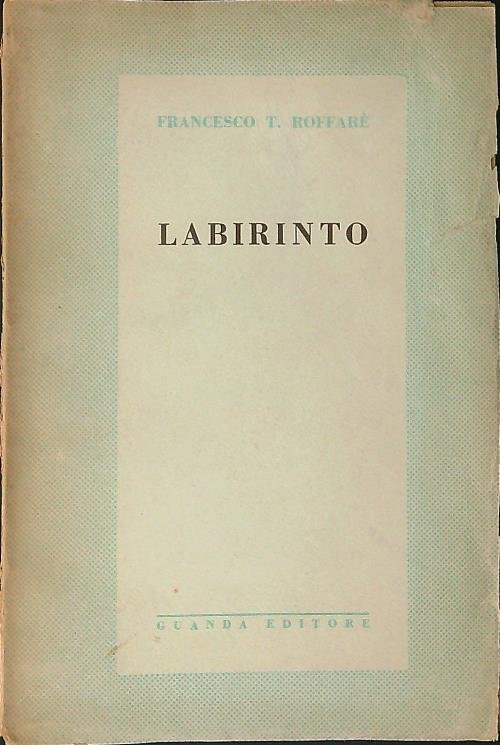 FRANCESCO T. ROFFARÈ
LABIRINTO
GUANDA EDITORE